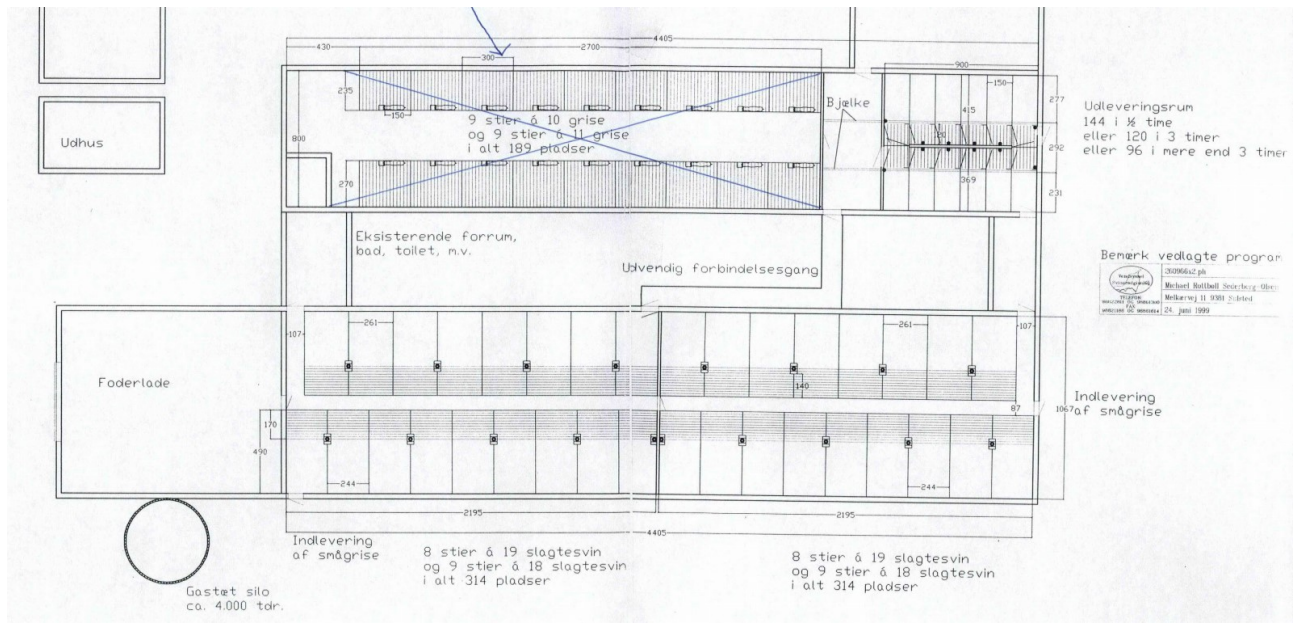 4405
430
2700
300
900
150
235
Bjælke
415
277
Udleveringsrum
144 i ½ time
eller 120 i 3 timer
eller 96 i mere end 3 timer
Udhus
150
9 stier á 10 grise
og 9 stier á 11 grise
i alt 189 pladser
800
292
369
270
231
Eksisterende forrum,
bad, toilet, m.v.
Udvendig forbindelsesgang
Bemærk vedlagte program
260966a2.ph
24. juni 1999
TELEFON
FAX
107
261
261
107
Foderlade
140
Indlevering
af smågrise
87
1067
170
490
244
244
2195
2195
4405
Indlevering
af smågrise
8 stier á 19 slagtesvin
og 9 stier á 18 slagtesvin
i alt 314 pladser
8 stier á 19 slagtesvin
og 9 stier á 18 slagtesvin
i alt 314 pladser
Gastæt silo
ca. 4.000 tdr.